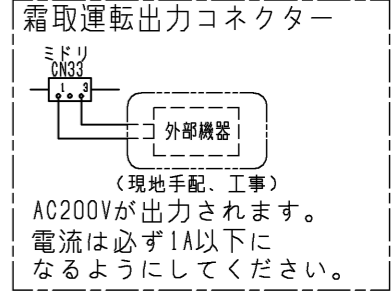 霜取運転出力コネクター
ミドリ
CN33
1 3
外部機器
(現地手配、工事)
AC200Vが出力されます。
電流は必ず1A以下に
なるようにしてください。